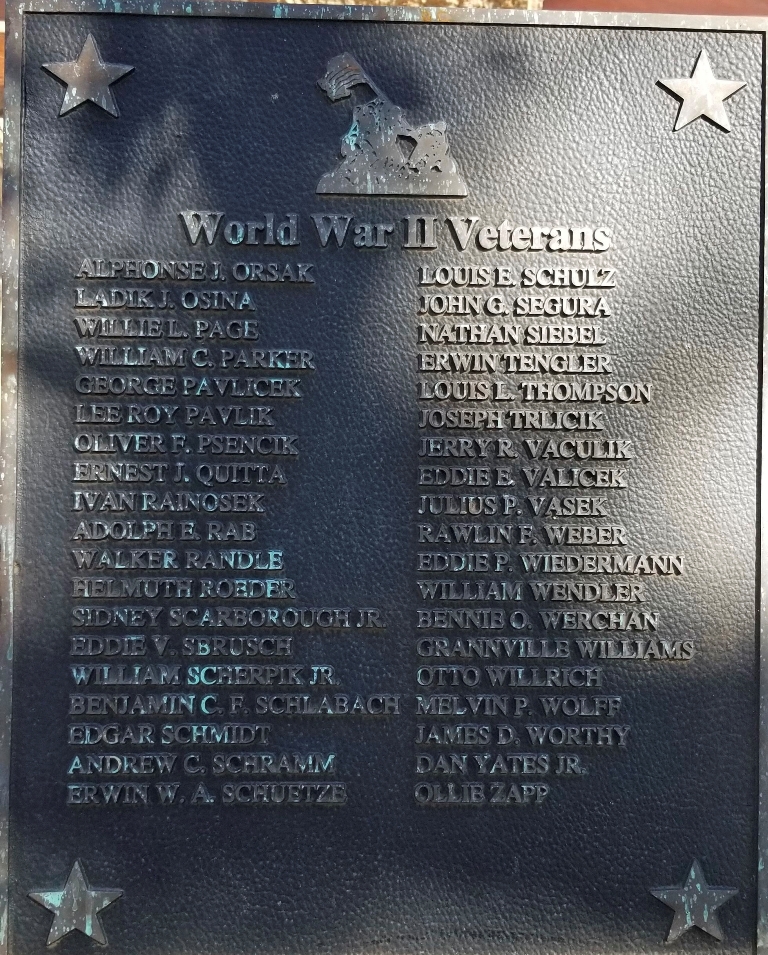 World War II Veterans
ALPHONSE J. ORSAK
LADIK J. OSINA
WILLIE L. PAGE
WILLIAM C. PARKER
GEORGE PAVLICEK
LEE ROY PAVLIK
OLIVER F. PSENCIK
ERNEST J. QUITTA
IVAN RAINOSEK
ADOLPH E. RAB
WALKER RANDLE
HELMUTH ROEDER
SIDNEY SCARBOROUGH JR.
EDDIE V. SBRUSCH
WILLIAM SCHERPIK JR.
BENJAMIN C. F. SCHLABACH
EDGAR SCHMIDT
ANDREW C. SCHRAMM
ERWIN W. A. SCHUETZE
LOUIS E. SCHULZ
JOHN G. SEGURA
NATHAN SIEBEL
ERWIN TENGLER
LOUIS L. THOMPSON
JOSEPH TRLICIK
JERRY R. VACULIK
EDDIE E. VALICEK
JULIUS P. VASEK
RAWLIN F. WEBER
EDDIE P. WIEDERMANN
WILLIAM WENDLER
BENNIE O. WERCHAN
GRANNVILLE WILLIAMS
OTTO WILLRICH
MELVIN P. WOLFF
JAMES D. WORTHY
DAN YATES JR.
OLLIE ZAPP